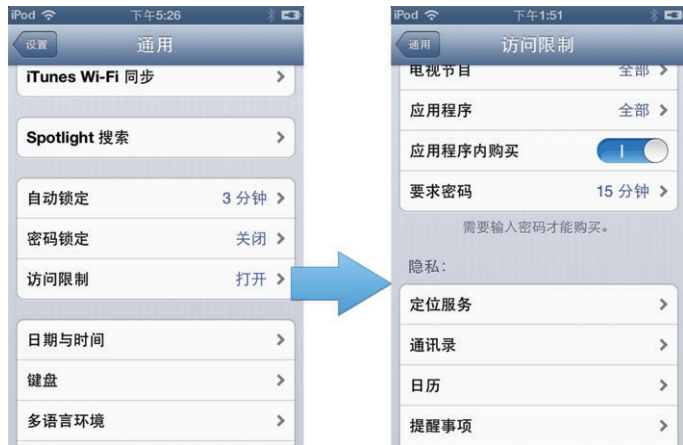 iPod 下午5:26
设置 通用
iTunes Wi-Fi 同步
Spotlight 搜索
自动锁定 3 分钟
密码锁定 关闭
访问限制 打开
日期与时间
键盘
多语言环境
iPod 下午1:51
通用 访问限制
电视节目 全部
应用程序 全部
应用程序内购买
要求密码 15 分钟
需要输入密码才能购买。
隐私:
定位服务
通讯录
日历
提醒事项